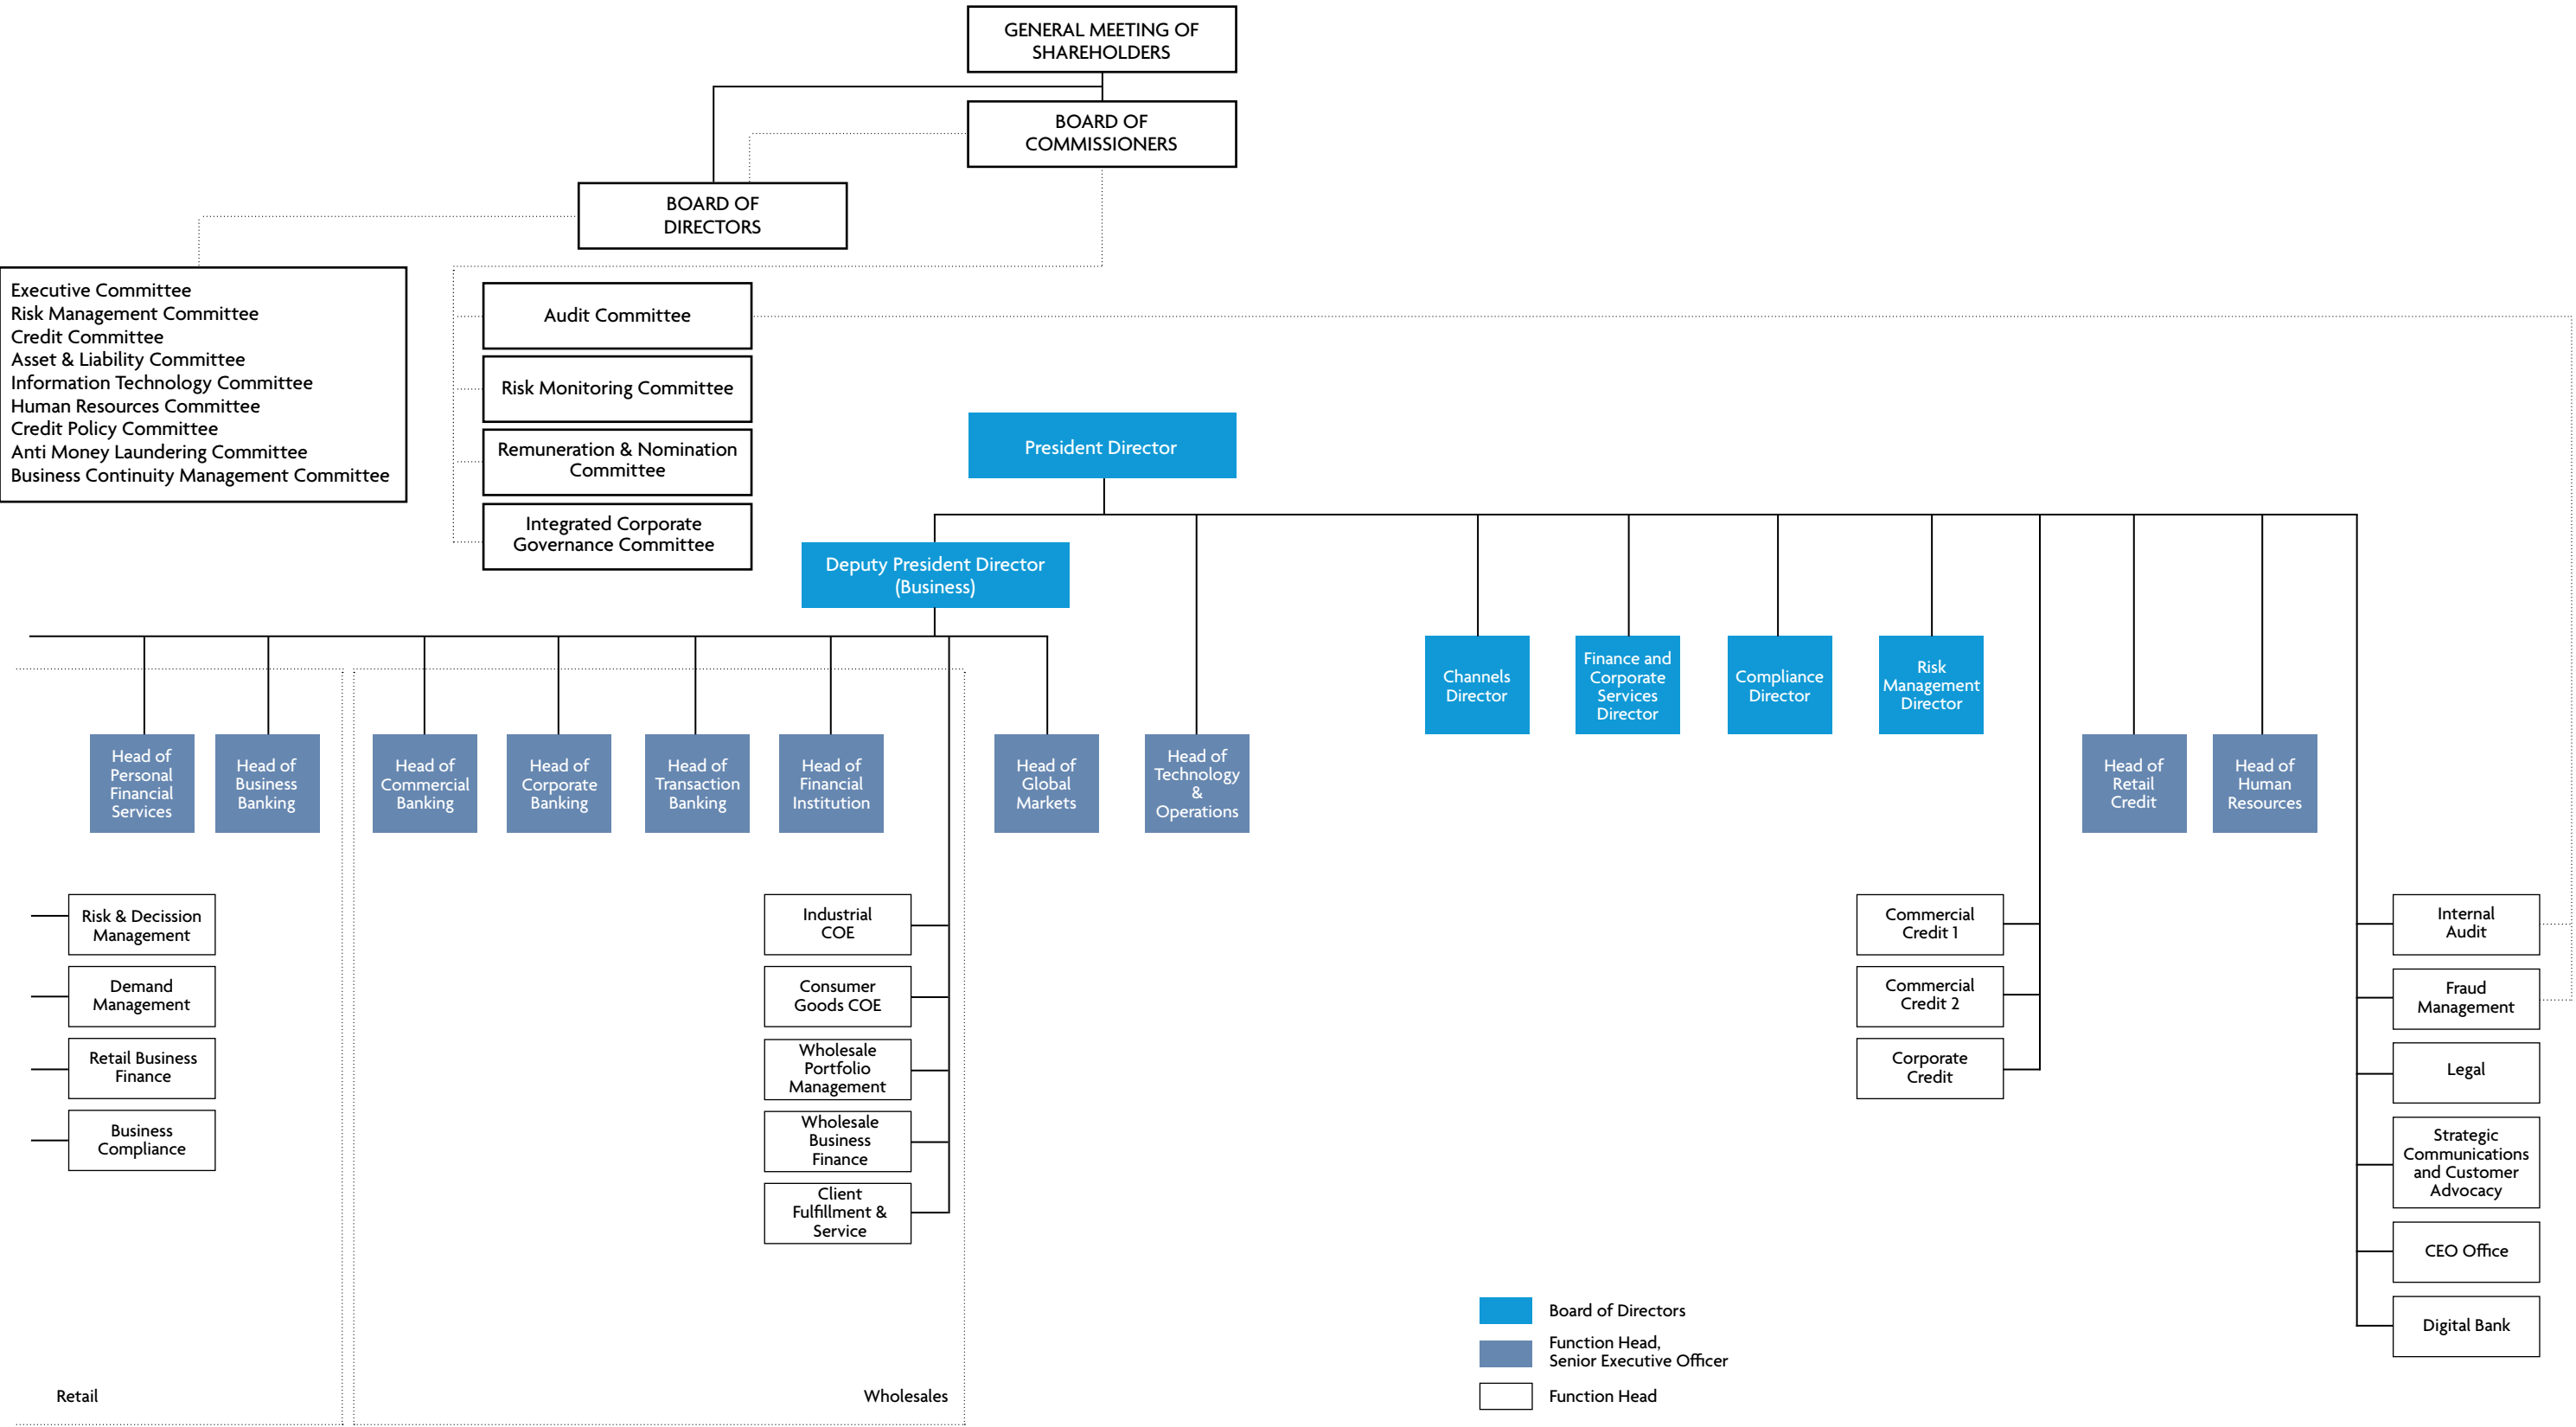 GENERAL MEETING OF
SHAREHOLDERS
BOARD OF
COMMISSIONERS
BOARD OF
DIRECTORS
Executive Committee
Risk Management Committee
Credit Committee
Asset & Liability Committee
Information Technology Committee
Human Resources Committee
Credit Policy Committee
Anti Money Laundering Committee
Business Continuity Management Committee
Audit Committee
Risk Monitoring Committee
Remuneration & Nomination
Committee
Integrated Corporate
Governance Committee
President Director
Deputy President Director
(Business)
Channels
Director
Finance and
Corporate
Services
Director
Compliance
Director
Risk
Management
Director
Head of
Personal
Financial
Services
Head of
Business
Banking
Head of
Commercial
Banking
Head of
Corporate
Banking
Head of
Transaction
Banking
Head of
Financial
Institution
Head of
Global
Markets
Head of
Technology
&
Operations
Head of
Retail
Credit
Head of
Human
Resources
Risk & Decission
Management
Demand
Management
Retail Business
Finance
Business
Compliance
Industrial
COE
Consumer
Goods COE
Wholesale
Portfolio
Management
Wholesale
Business
Finance
Client
Fulfillment &
Service
Commercial
Credit 1
Commercial
Credit 2
Corporate
Credit
Internal
Audit
Fraud
Management
Legal
Strategic
Communications
and Customer
Advocacy
CEO Office
Digital Bank
Retail
Wholesales
Board of Directors
Function Head,
Senior Executive Officer
Function Head